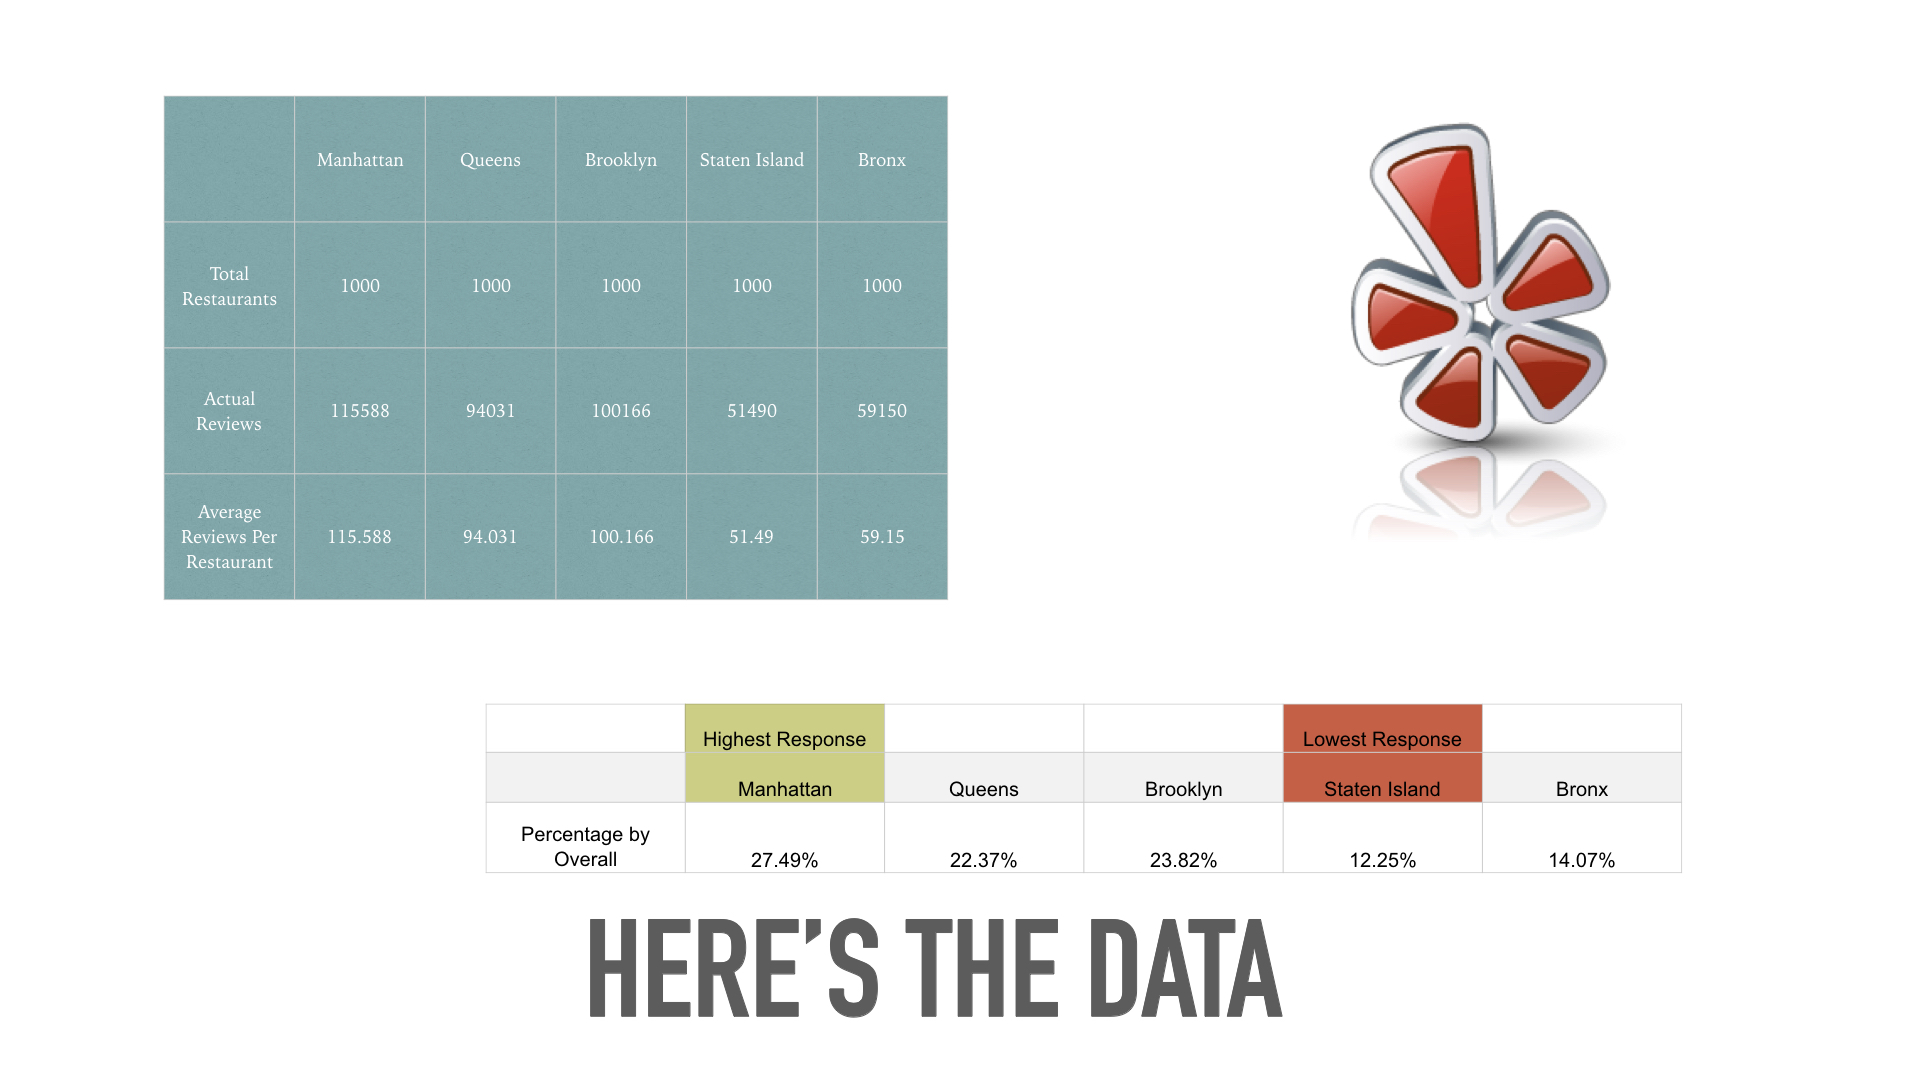 Manhattan Queens Brooklyn Staten Island Bronx
Total
Restaurants
1000 1000 1000 1000 1000
Actual
Reviews
115588 94031 100166 51490 59150
Average
Reviews Per
Restaurant
115.588 94.031 100.166 51.49 59.15
Highest Response Lowest Response
Manhattan Queens Brooklyn Staten Island Bronx
Percentage by
Overall
27.49% 22.37% 23.82% 12.25% 14.07%
HERE’S THE DATA